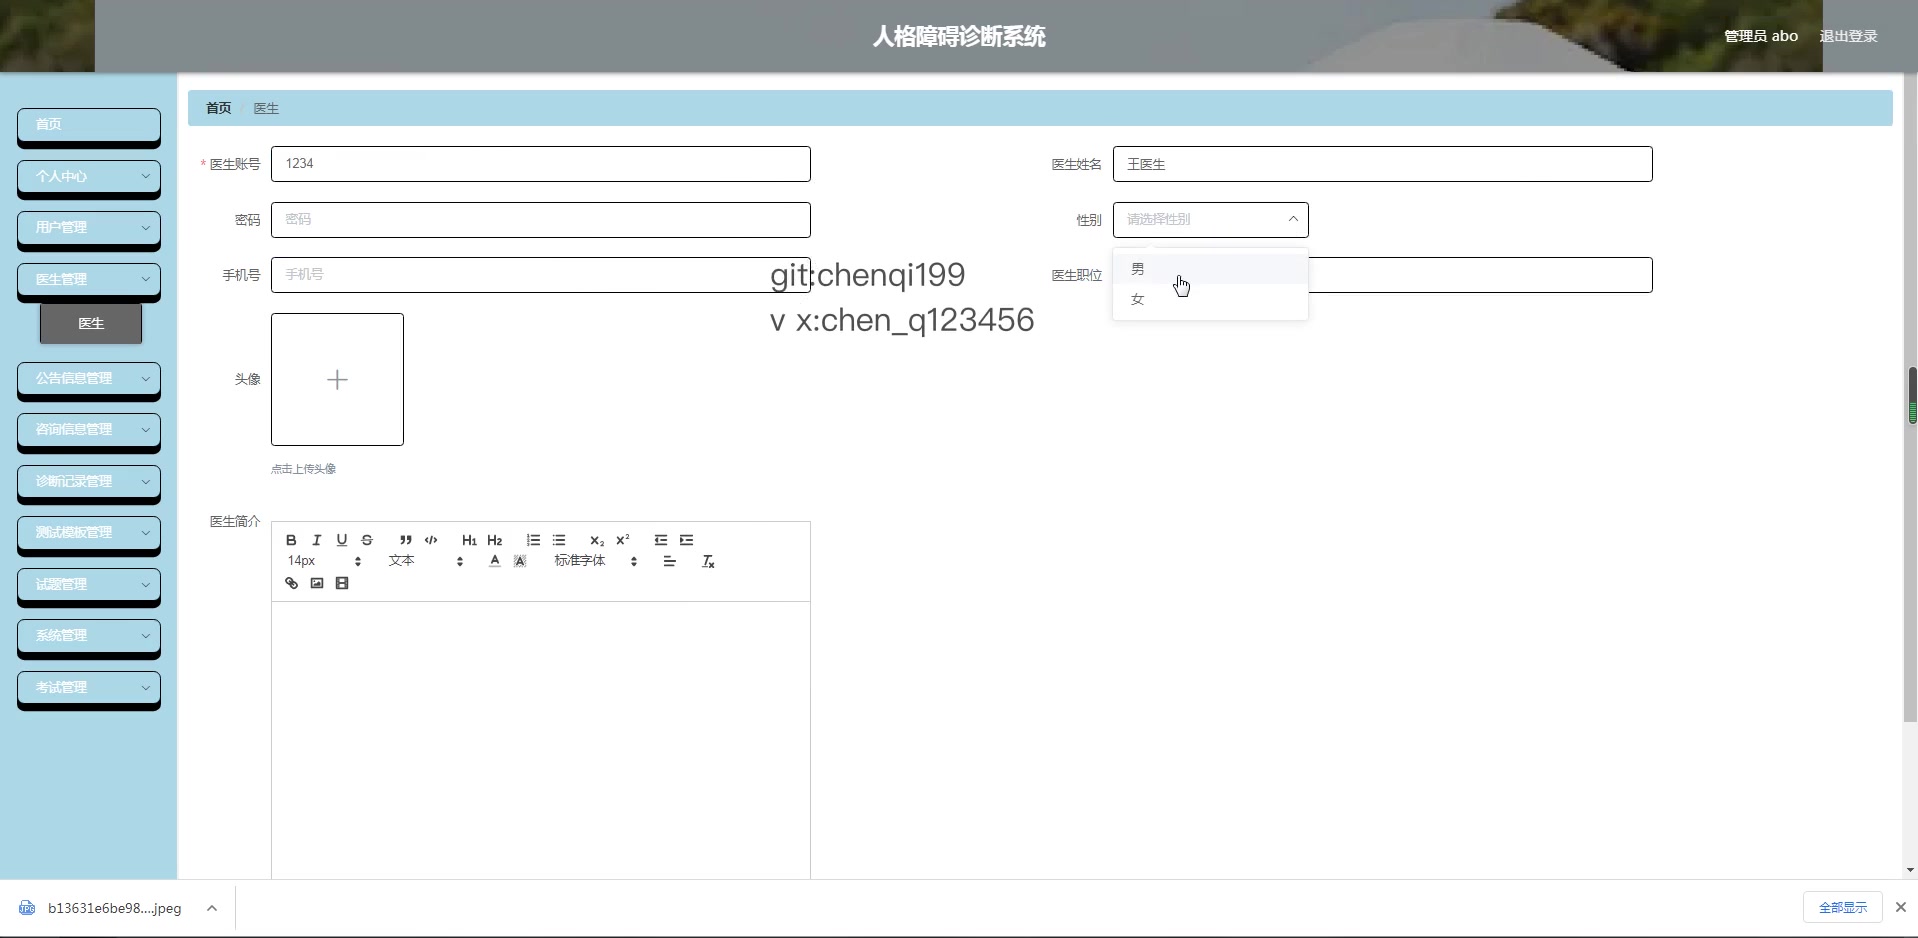 人格障碍诊断系统
管理员 abo
退出登录
首页
个人中心
用户管理
医生管理
医生
公告信息管理
咨询信息管理
诊断记录管理
测试模板管理
试题管理
系统管理
考试管理
首页 / 医生
* 医生账号 1234
医生姓名 王医生
密码 密码
性别 请选择性别
男
女
手机号 手机号
医生职位
git:chenqi199
v x:chen_q123456
头像
点击上传头像
医生简介
B I U S H1 H2 x2 x2
14px 文本 A A 标准字体 Tx
b13631e6be98....jpeg
全部显示